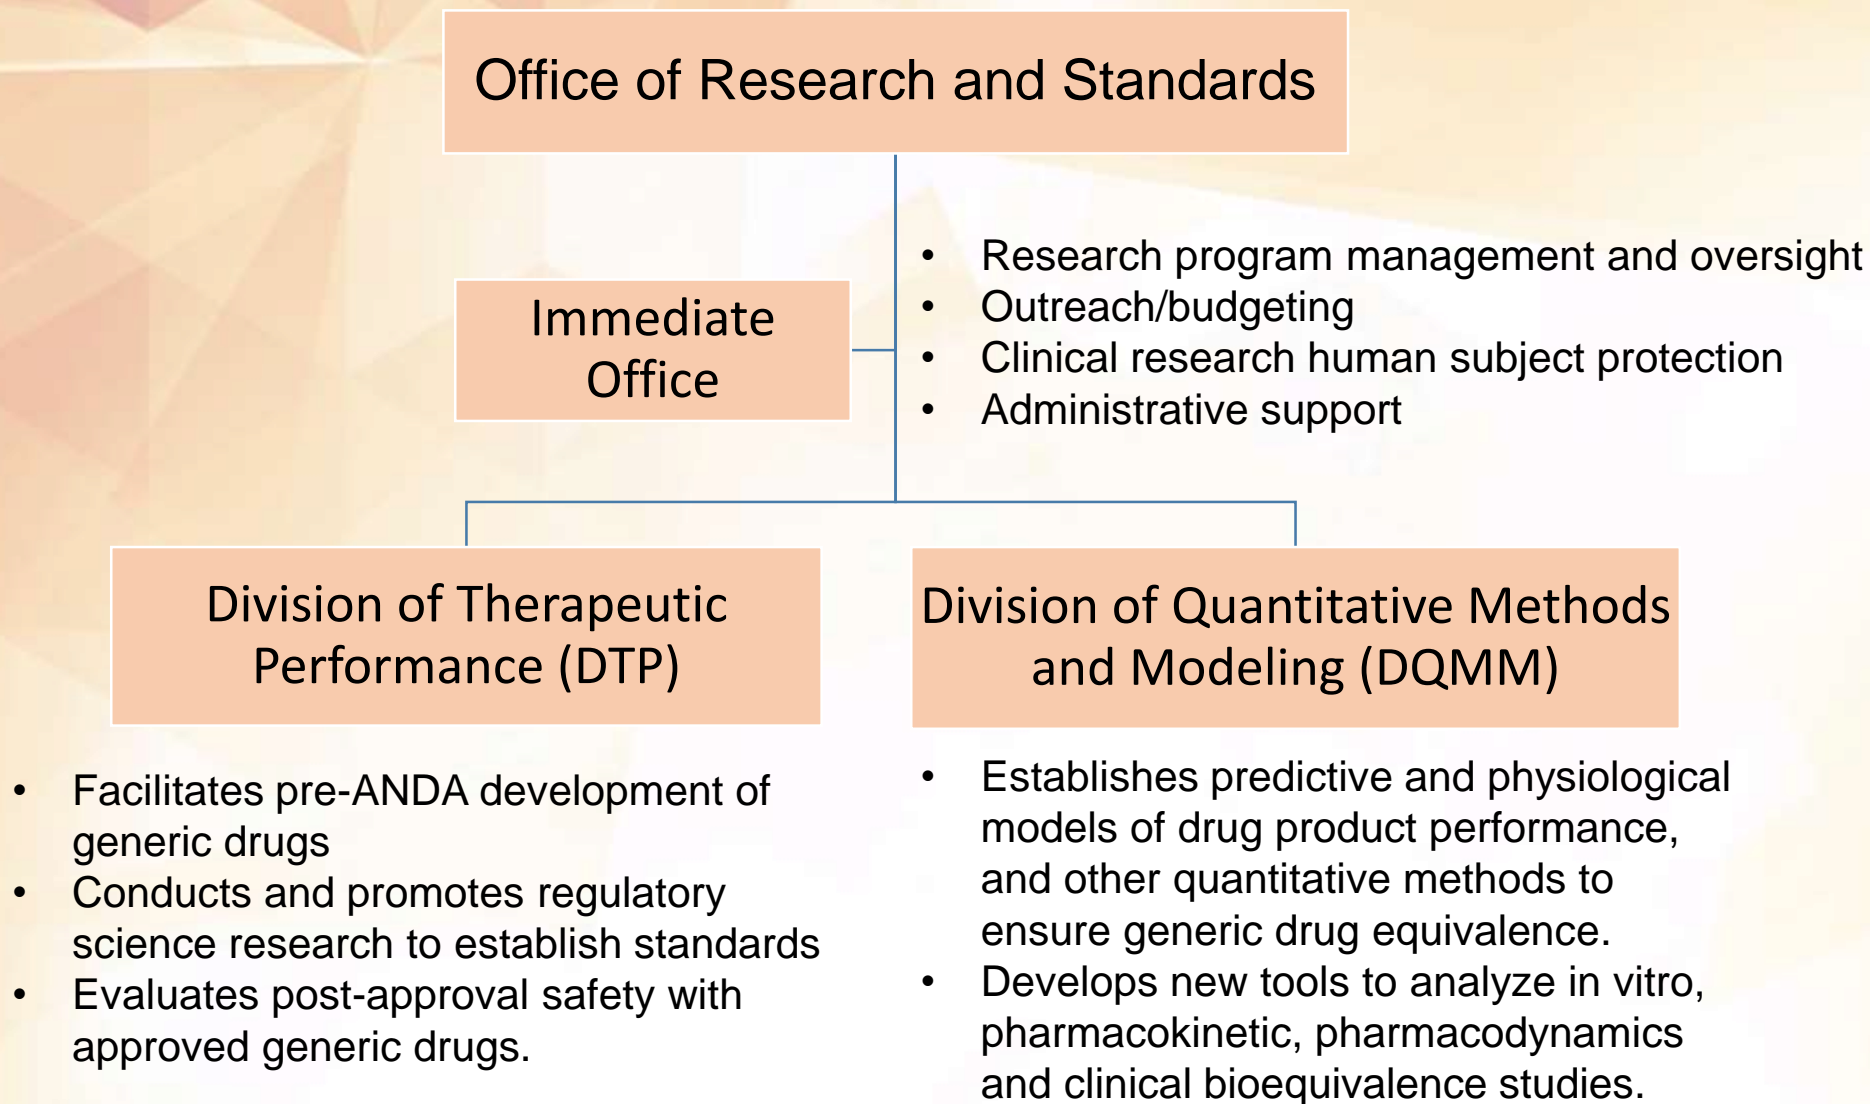 Office of Research and Standards
Immediate
Office
• Research program management and oversight
• Outreach/budgeting
• Clinical research human subject protection
• Administrative support
Division of Therapeutic
Performance (DTP)
• Facilitates pre-ANDA development of
generic drugs
• Conducts and promotes regulatory
science research to establish standards
• Evaluates post-approval safety with
approved generic drugs.
Division of Quantitative Methods
and Modeling (DQMM)
• Establishes predictive and physiological
models of drug product performance,
and other quantitative methods to
ensure generic drug equivalence.
• Develops new tools to analyze in vitro,
pharmacokinetic, pharmacodynamics
and clinical bioequivalence studies.